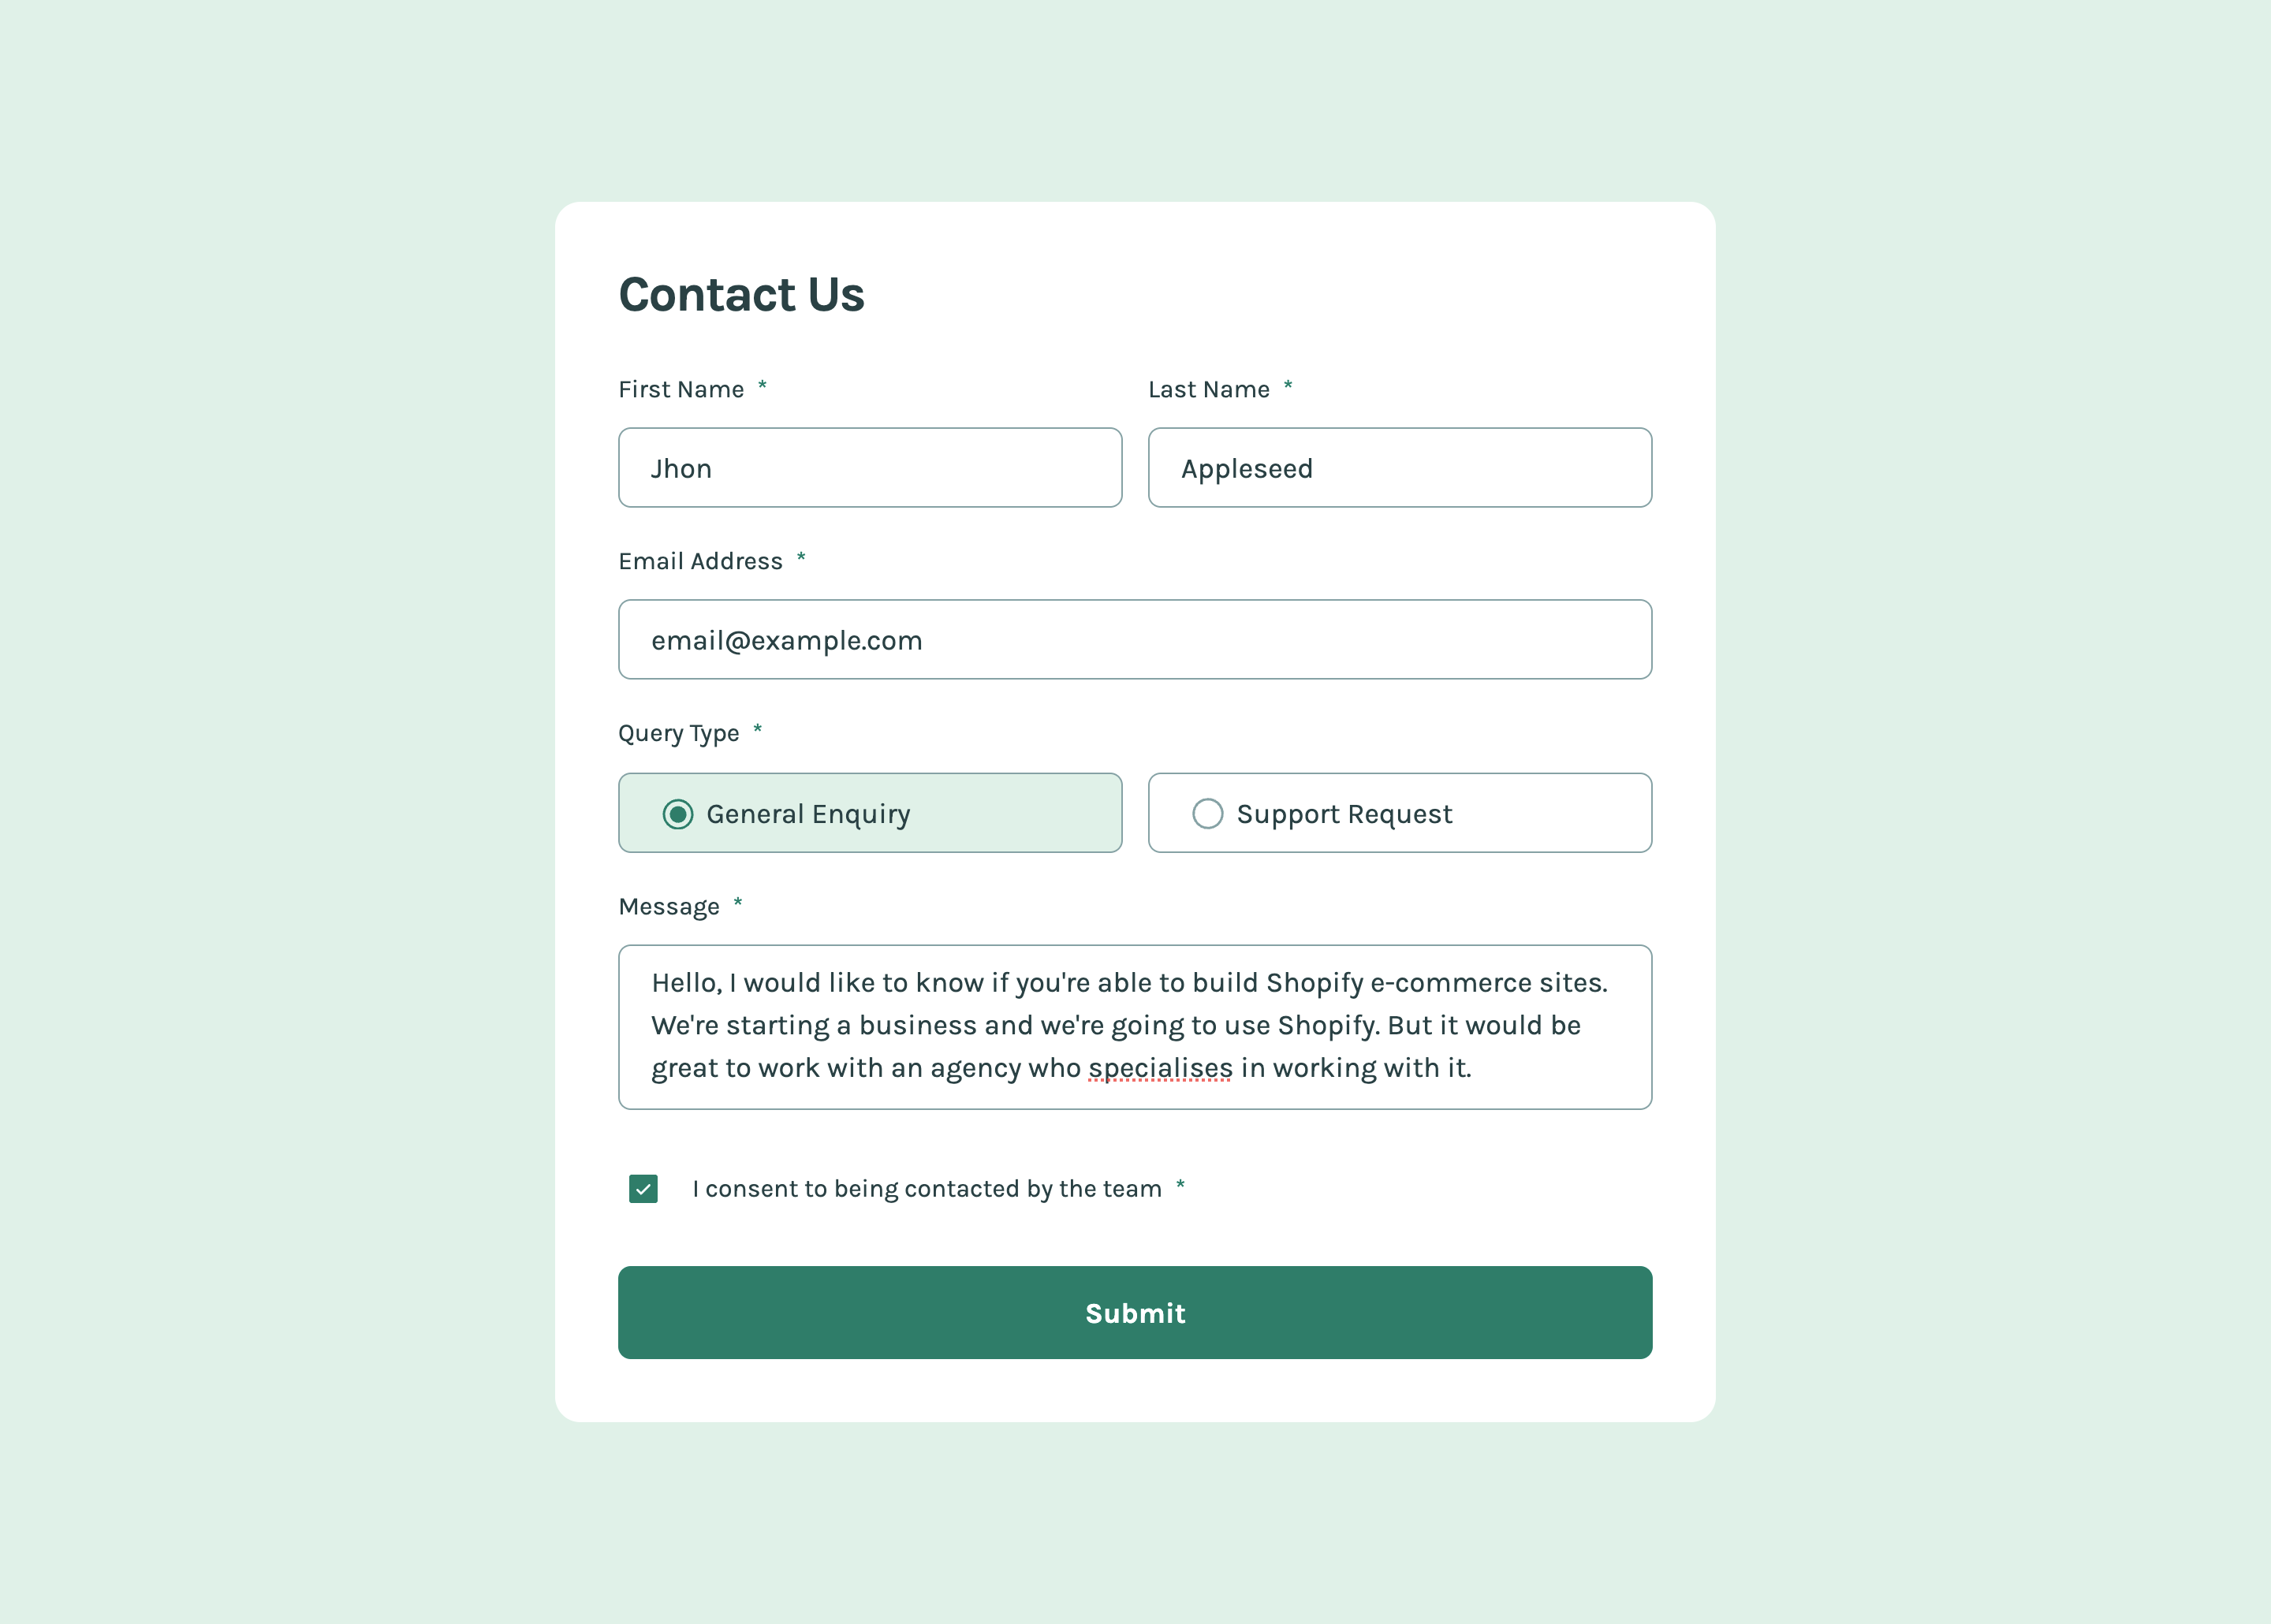 Contact Us
First Name *
Last Name *
Jhon
Appleseed
Email Address *
email@example.com
Query Type *
General Enquiry
Support Request
Message *
Hello, I would like to know if you're able to build Shopify e-commerce sites.
We're starting a business and we're going to use Shopify. But it would be
great to work with an agency who specialises in working with it.
I consent to being contacted by the team *
Submit